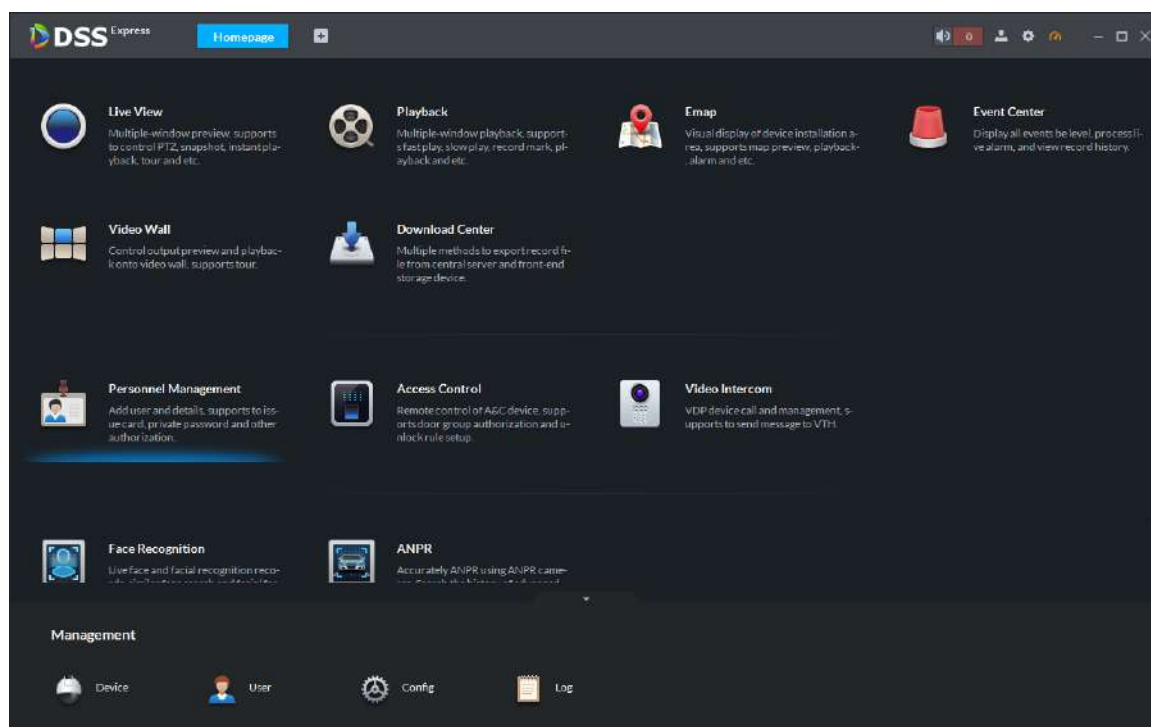 DSS Express
Homepage
0
Live View
Multiple-window preview, supports
to control PTZ, snapshot, instant pla-
yback, tour and etc.
Playback
Multiple-window playback, support-
s fast play, slow play, record mark, pl-
ayback and etc.
Emap
Visual display of device installation a-
rea, supports map preview, playback-
, alarm and etc.
Event Center
Display all events be level, process li-
ve alarm, and view record history.
Video Wall
Control output preview and playbac-
k onto video wall, supports tour.
Download Center
Multiple methods to export record fi-
le from central server and front-end
storage device.
Personnel Management
Add user and details, supports to iss-
ue card, private password and other
authorization.
Access Control
Remote control of A&C device, supp-
orts door group authorization and u-
nlock rule setup.
Video Intercom
VDP device call and management, s-
upports to send message to VTH.
Face Recognition
Live face and facial recognition reco-
ANPR
Accurately ANPR using ANPR came-
Management
Device
User
Config
Log